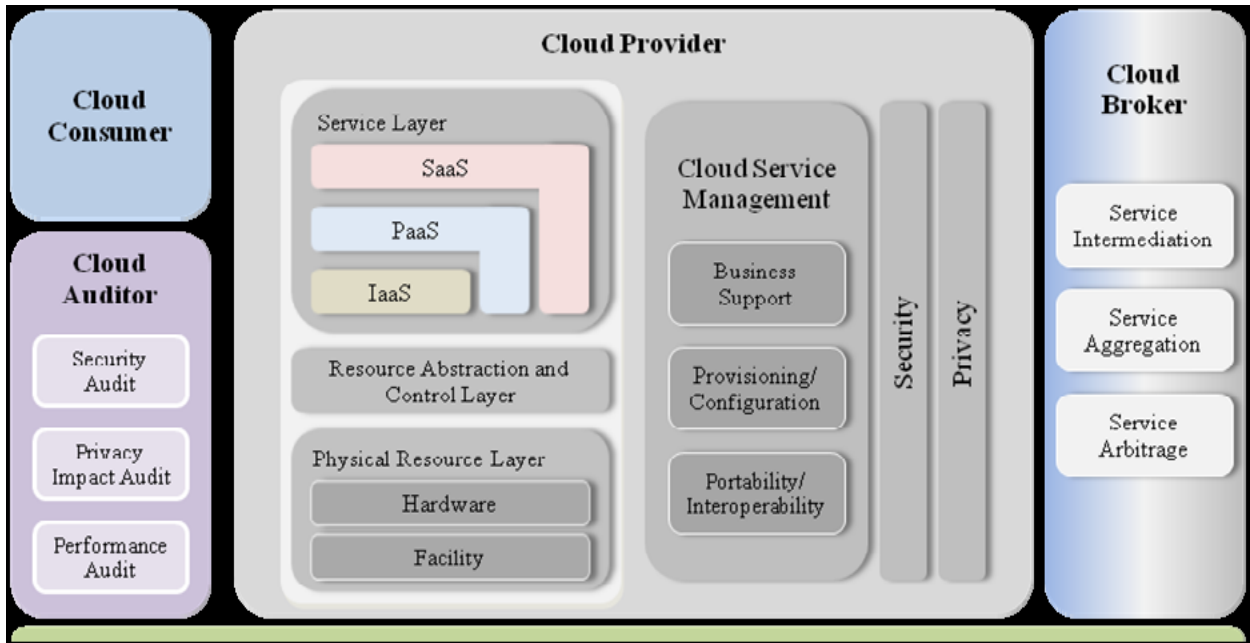 Cloud
Consumer
Cloud
Auditor
Security
Audit
Privacy
Impact Audit
Performance
Audit
Cloud Provider
Service Layer
SaaS
PaaS
IaaS
Resource Abstraction and
Control Layer
Physical Resource Layer
Hardware
Facility
Cloud Service
Management
Business
Support
Provisioning/
Configuration
Portability/
Interoperability
Security
Privacy
Cloud
Broker
Service
Intermediation
Service
Aggregation
Service
Arbitrage